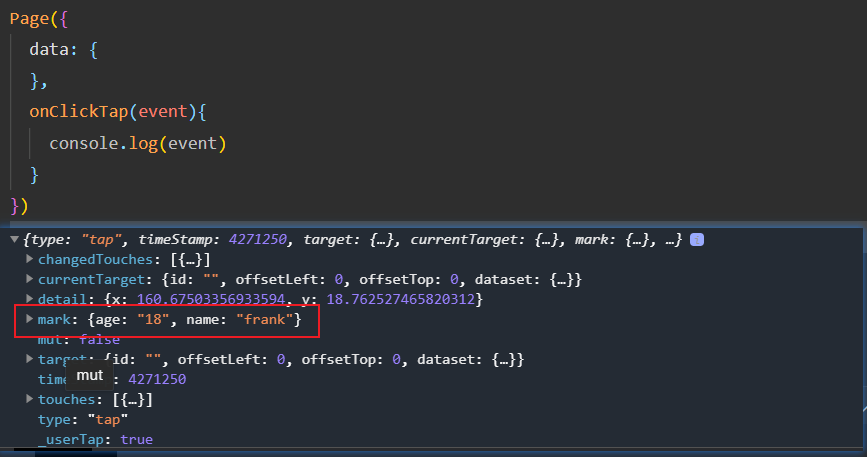 Page({
data: {
},
onClickTap(event){
console.log(event)
}
})
{type: "tap", timeStamp: 4271250, target: {…}, currentTarget: {…}, mark: {…}, …} i
changedTouches: [{…}]
currentTarget: {id: "", offsetLeft: 0, offsetTop: 0, dataset: {…}}
detail: {x: 160.67503356933594, y: 18.762527465820312}
mark: {age: "18", name: "frank"}
mut: false
target: {id: "", offsetLeft: 0, offsetTop: 0, dataset: {…}}
mut
4271250
touches: [{…}]
type: "tap"
_userTap: true